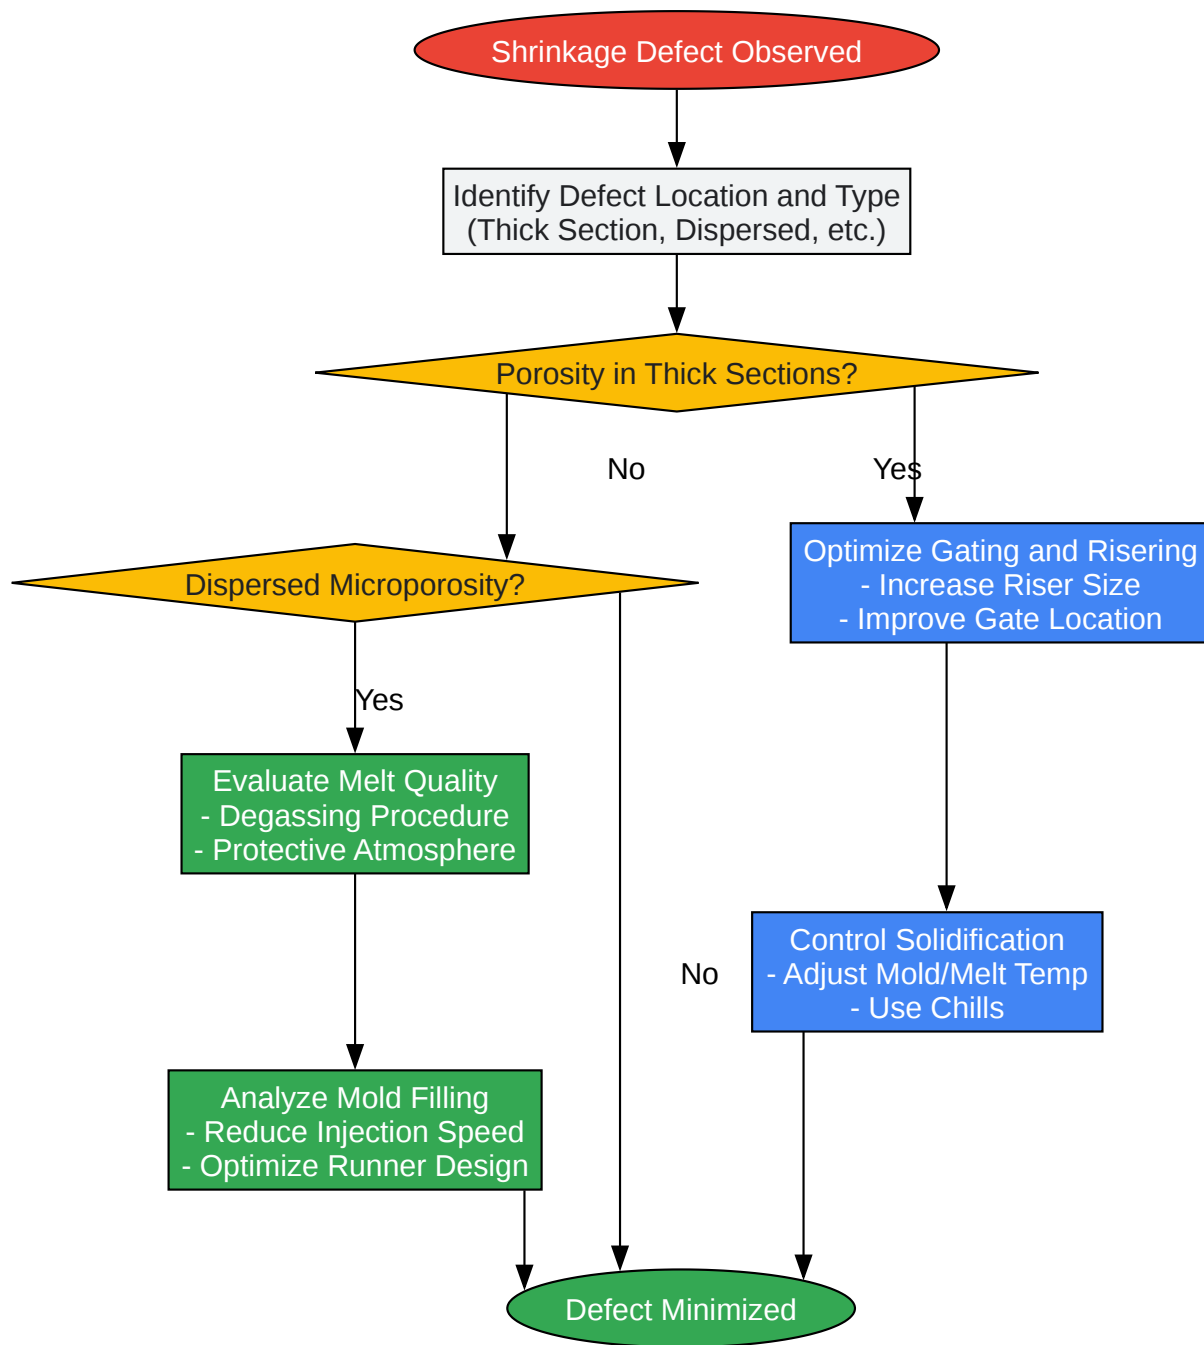 Shrinkage Defect Observed
Identify Defect Location and Type
(Thick Section, Dispersed, etc.)
Porosity in Thick Sections?
No
Yes
Optimize Gating and Risering
- Increase Riser Size
- Improve Gate Location
Dispersed Microporosity?
Yes
Evaluate Melt Quality
- Degassing Procedure
- Protective Atmosphere
No
Control Solidification
- Adjust Mold/Melt Temp
- Use Chills
Analyze Mold Filling
- Reduce Injection Speed
- Optimize Runner Design
Defect Minimized